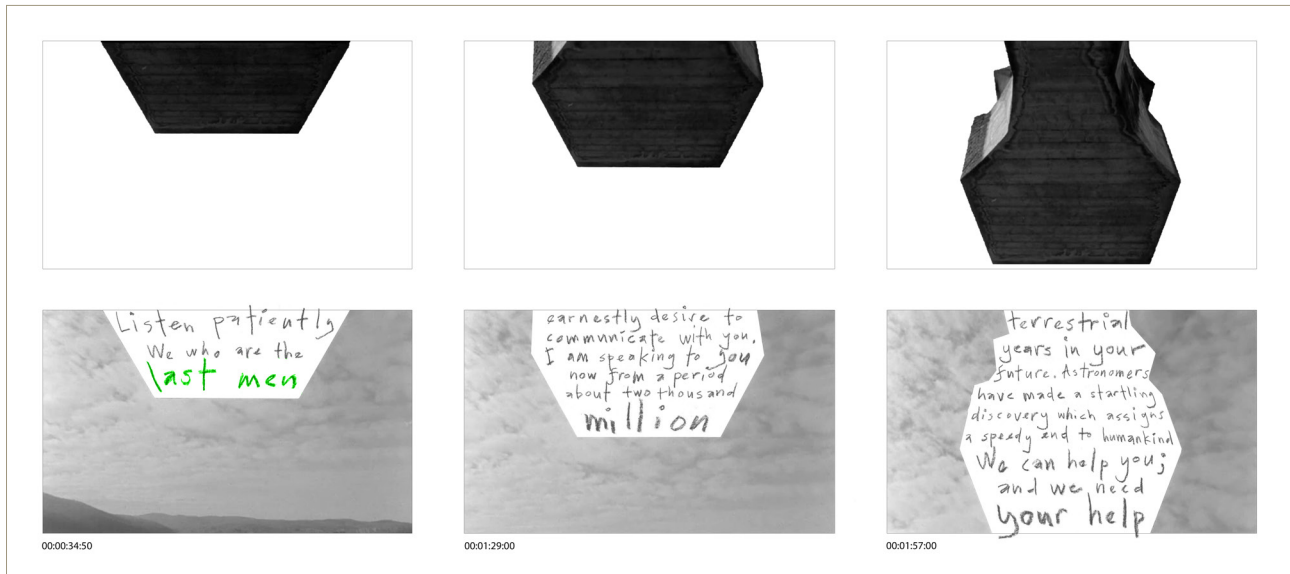 Listen patiently
We who are the
last men
earnestly desire to
communicate with you.
I am speaking to you
now from a period
about two thousand
million
terrestrial
years in your
future. Astronomers
have made a startling
discovery which assigns
a speedy end to humankind
We can help you;
and we need
your help
00:00:34:50
00:01:29:00
00:01:57:00